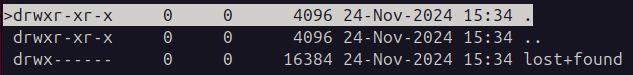 >drwxr-xr-x     0     0     4096 24-Nov-2024 15:34 .
 drwxr-xr-x     0     0     4096 24-Nov-2024 15:34 ..
 drwx------     0     0    16384 24-Nov-2024 15:34 lost+found